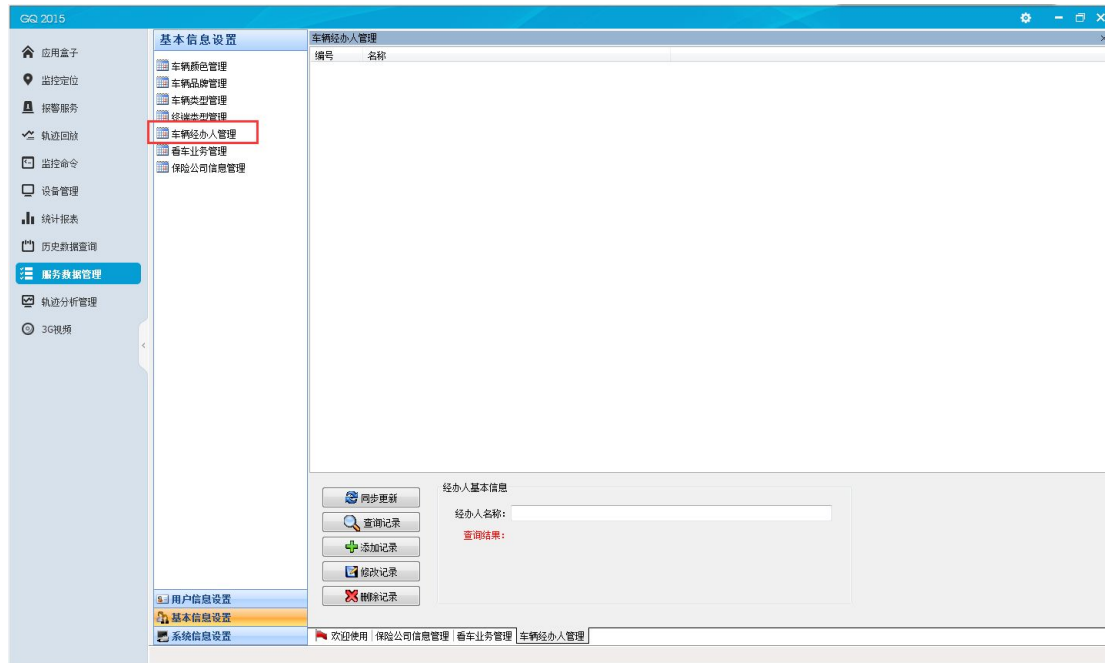 GQ 2015
应用盒子
监控定位
报警服务
轨迹回放
监控命令
设备管理
统计报表
历史数据查询
服务数据管理
轨迹分析管理
3G视频
基本信息设置
车辆颜色管理
车辆品牌管理
车辆类型管理
终端类型管理
车辆经办人管理
看车业务管理
保险公司信息管理
用户信息设置
基本信息设置
系统信息设置
车辆经办人管理
编号 名称
同步更新
查询记录
添加记录
修改记录
删除记录
经办人基本信息
经办人名称：
查询结果：
欢迎使用 保险公司信息管理 看车业务管理 车辆经办人管理